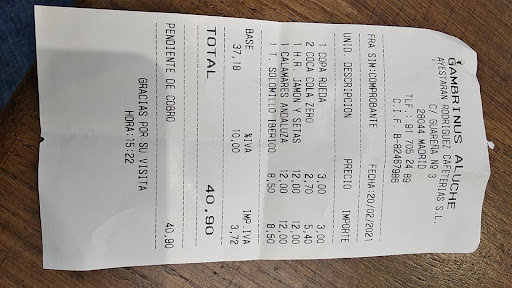 GAMBRINUS ALUCHE
AYESTARAN RODRIGUEZ CAFETERIAS S.L.
C/ GUAREÑA Nº 3
28044 MADRID
TLF.: 91 705 24 89
C.I.F. B-82467986
FRA SIM:COMPROBANTE FECHA:20/02/2021
UNID. DESCRIPCION PRECIO IMPORTE
1 COPA RUEDA 3,00 3,00
2 COCA COLA ZERO 2,70 5,40
1 H.R. JAMON Y SETAS 12,00 12,00
1 CALAMARES ANDALUZA 12,00 12,00
1 T. SOLOMILLO IBERICO 8,50 8,50
BASE %IVA IMP.IVA
37,18 10,00 3,72
TOTAL 40,90
PENDIENTE DE COBRO 40,90
GRACIAS POR SU VISITA
HORA:15:22